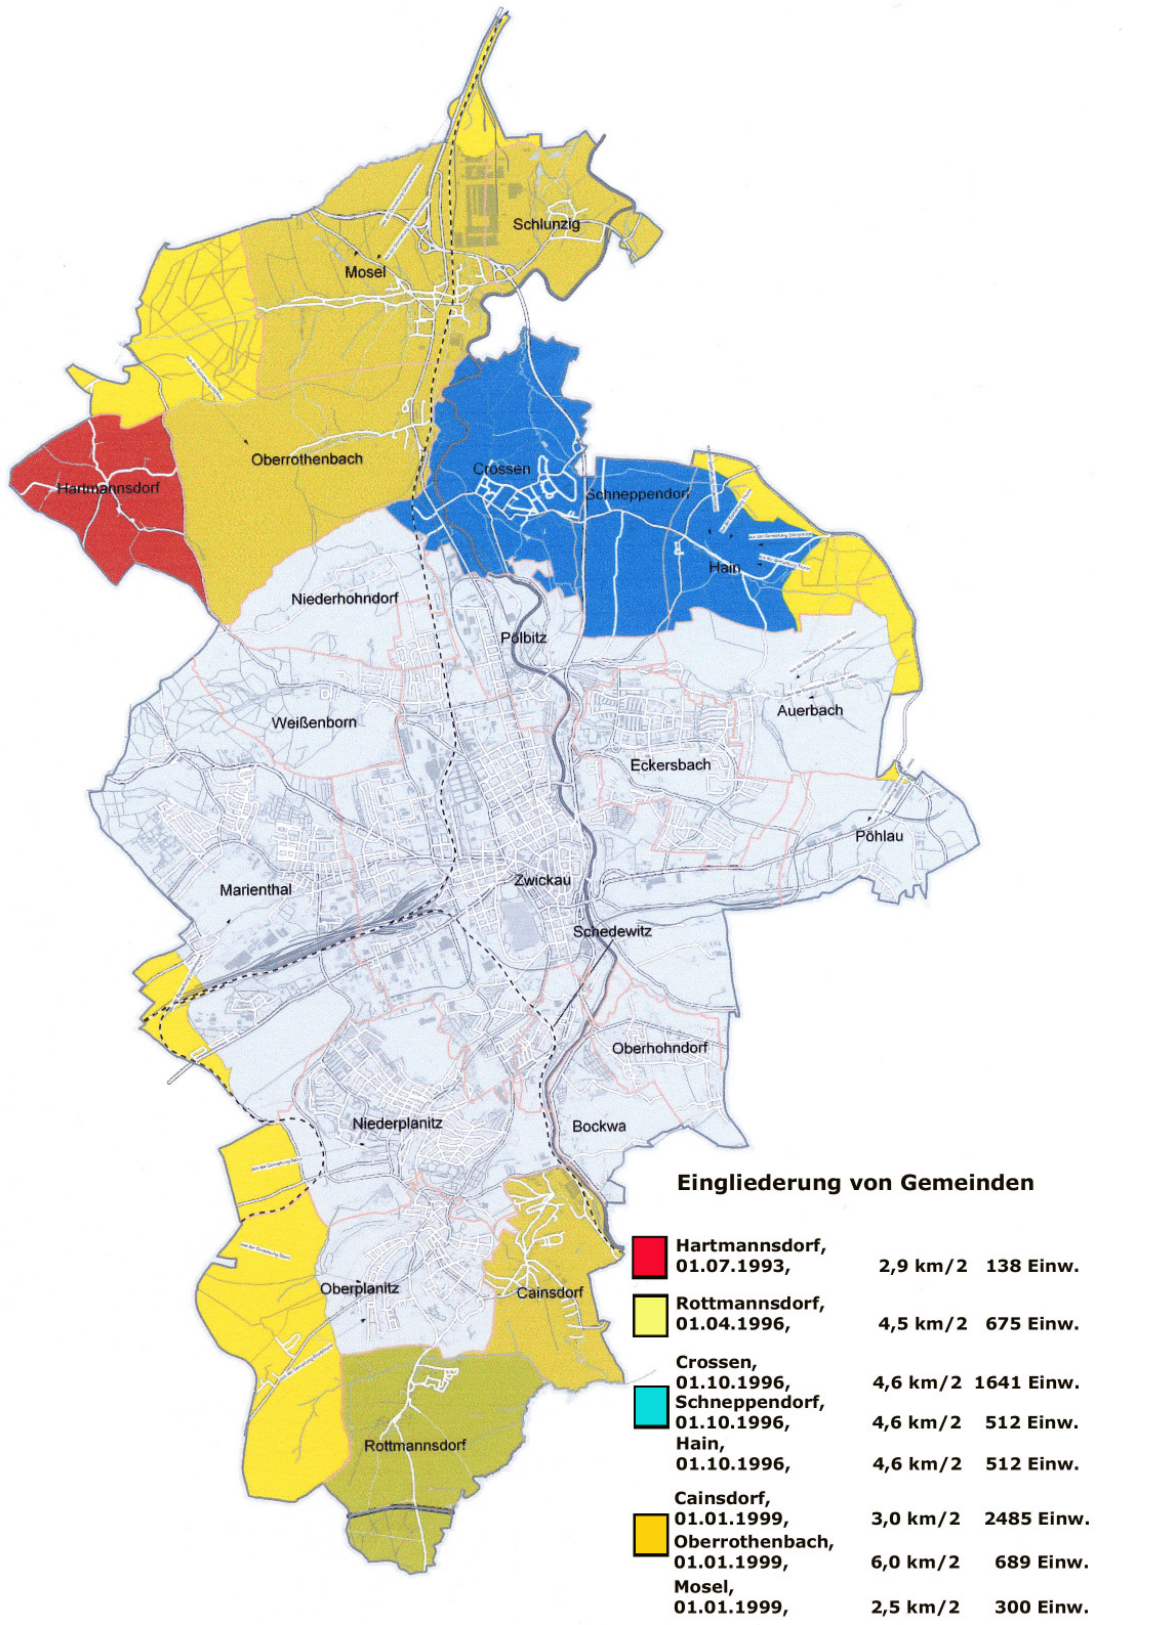 Schlunzig
Mosel
Oberrothenbach
Hartmannsdorf
Crossen
Schneppendorf
Hain
Niederhohndorf
Pölbitz
Weißenborn
Auerbach
Eckersbach
Pöhlau
Marienthal
Zwickau
Schedewitz
Oberhohndorf
Niederplanitz
Bockwa
Oberplanitz
Cainsdorf
Rottmannsdorf
Eingliederung von Gemeinden
Hartmannsdorf,
01.07.1993, 2,9 km/2 138 Einw.
Rottmannsdorf,
01.04.1996, 4,5 km/2 675 Einw.
Crossen,
01.10.1996, 4,6 km/2 1641 Einw.
Schneppendorf,
01.10.1996, 4,6 km/2 512 Einw.
Hain,
01.10.1996, 4,6 km/2 512 Einw.
Cainsdorf,
01.01.1999, 3,0 km/2 2485 Einw.
Oberrothenbach,
01.01.1999, 6,0 km/2 689 Einw.
Mosel,
01.01.1999, 2,5 km/2 300 Einw.